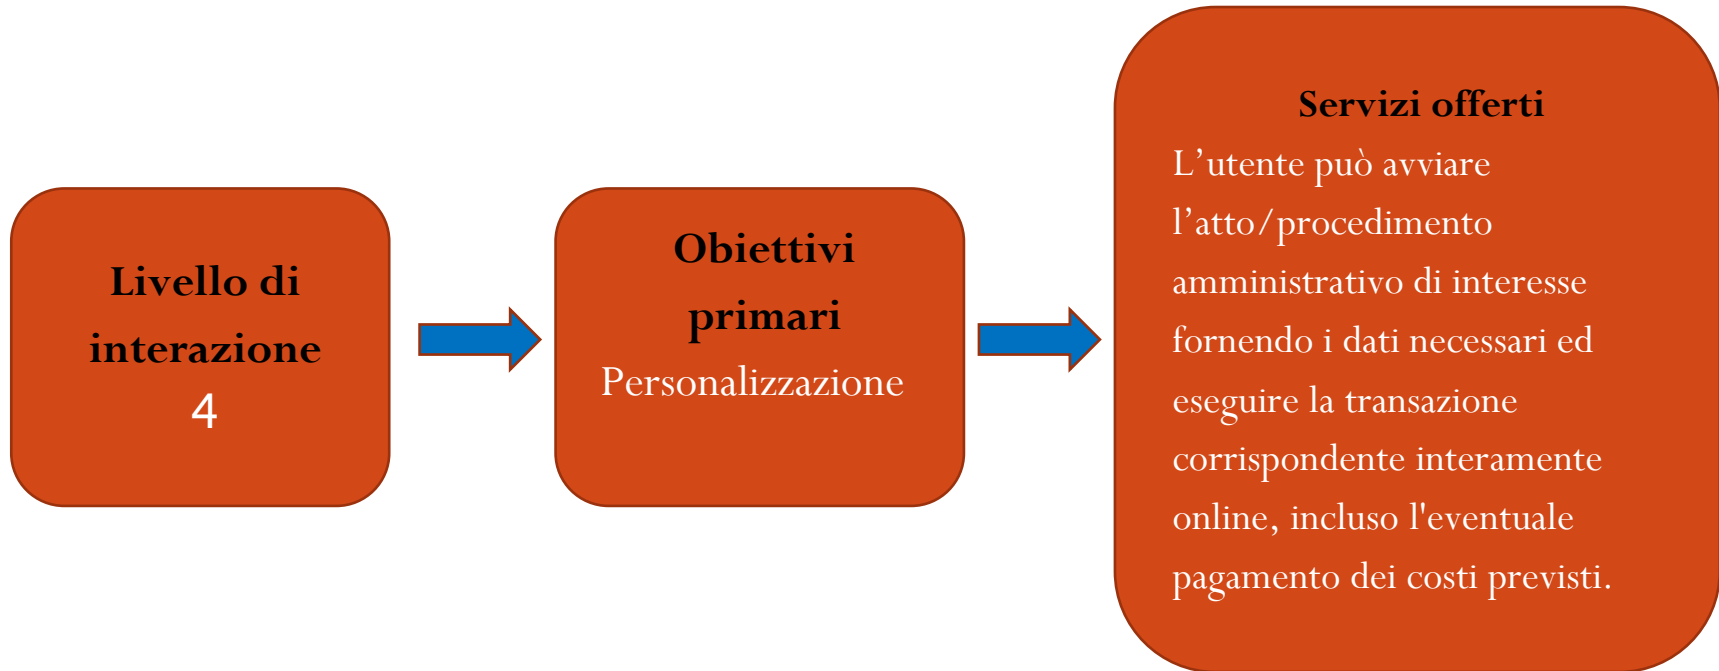 Livello di
interazione
4
Obiettivi
primari
Personalizzazione
Servizi offerti
L’utente può avviare
l’atto/procedimento
amministrativo di interesse
fornendo i dati necessari ed
eseguire la transazione
corrispondente interamente
online, incluso l'eventuale
pagamento dei costi previsti.